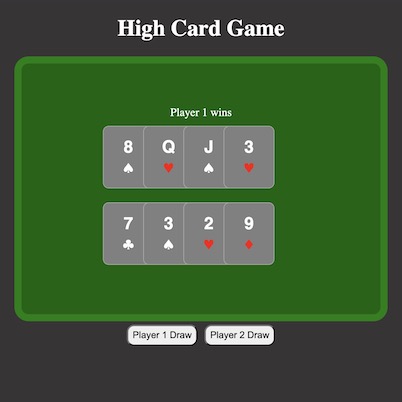 High Card Game
Player 1 wins
8 Q J 3
♠ ♥ ♠ ♥
7 3 2 9
♣ ♠ ♥ ♦
Player 1 Draw Player 2 Draw